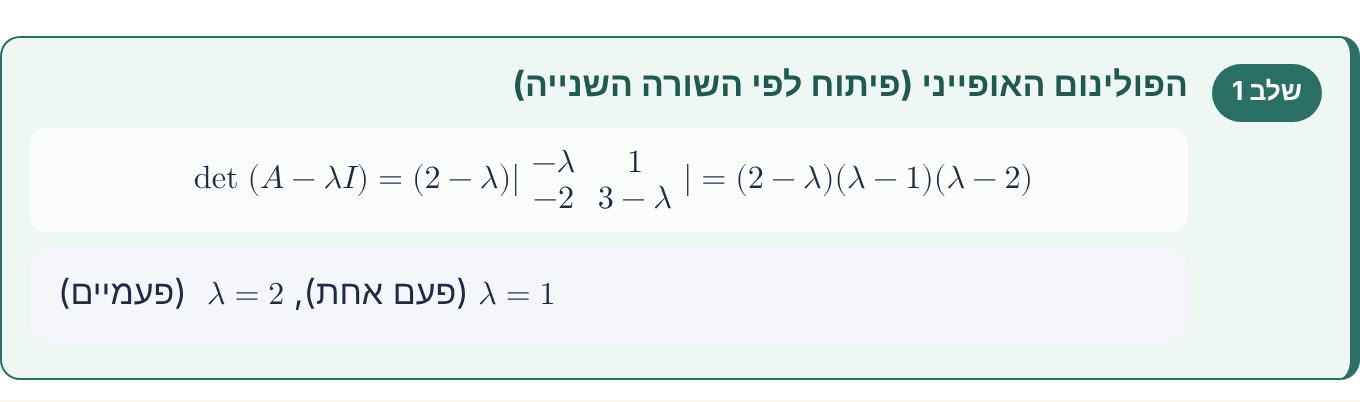 שלב 1
הפולינום האופייני (פיתוח לפי השורה השנייה)
det (A − λI) = (2 − λ)| −λ 1 
−2 3 − λ | = (2 − λ)(λ − 1)(λ − 2)
λ = 1 (פעם אחת), λ = 2 (פעמיים)